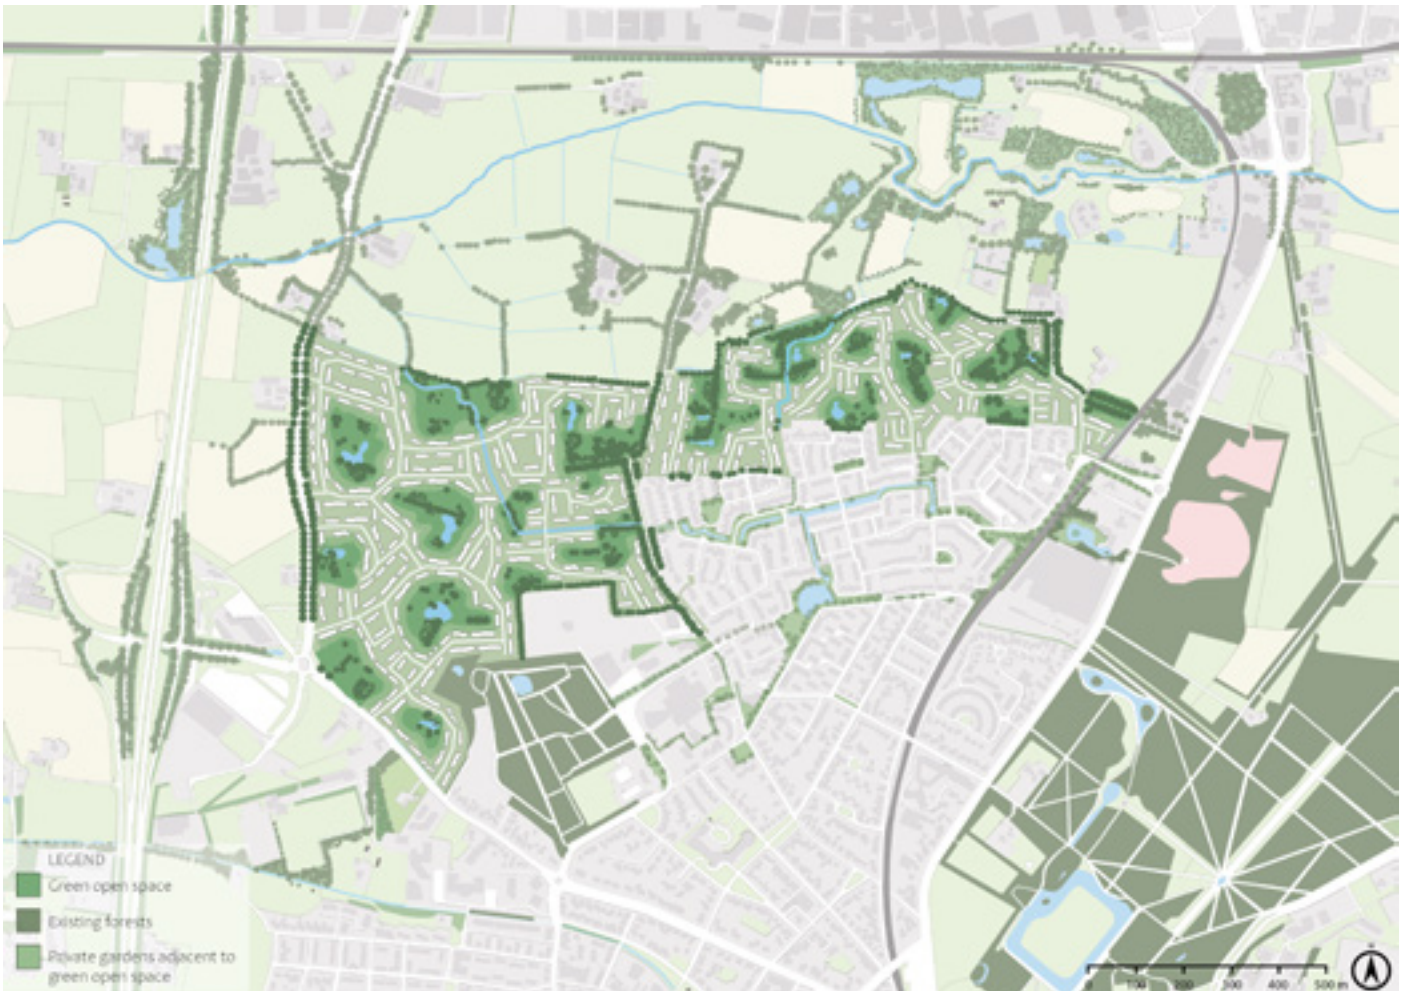 LEGEND
Green open space
Existing forests
Private gardens adjacent to
green open space
0 100 200 300 400 500 m